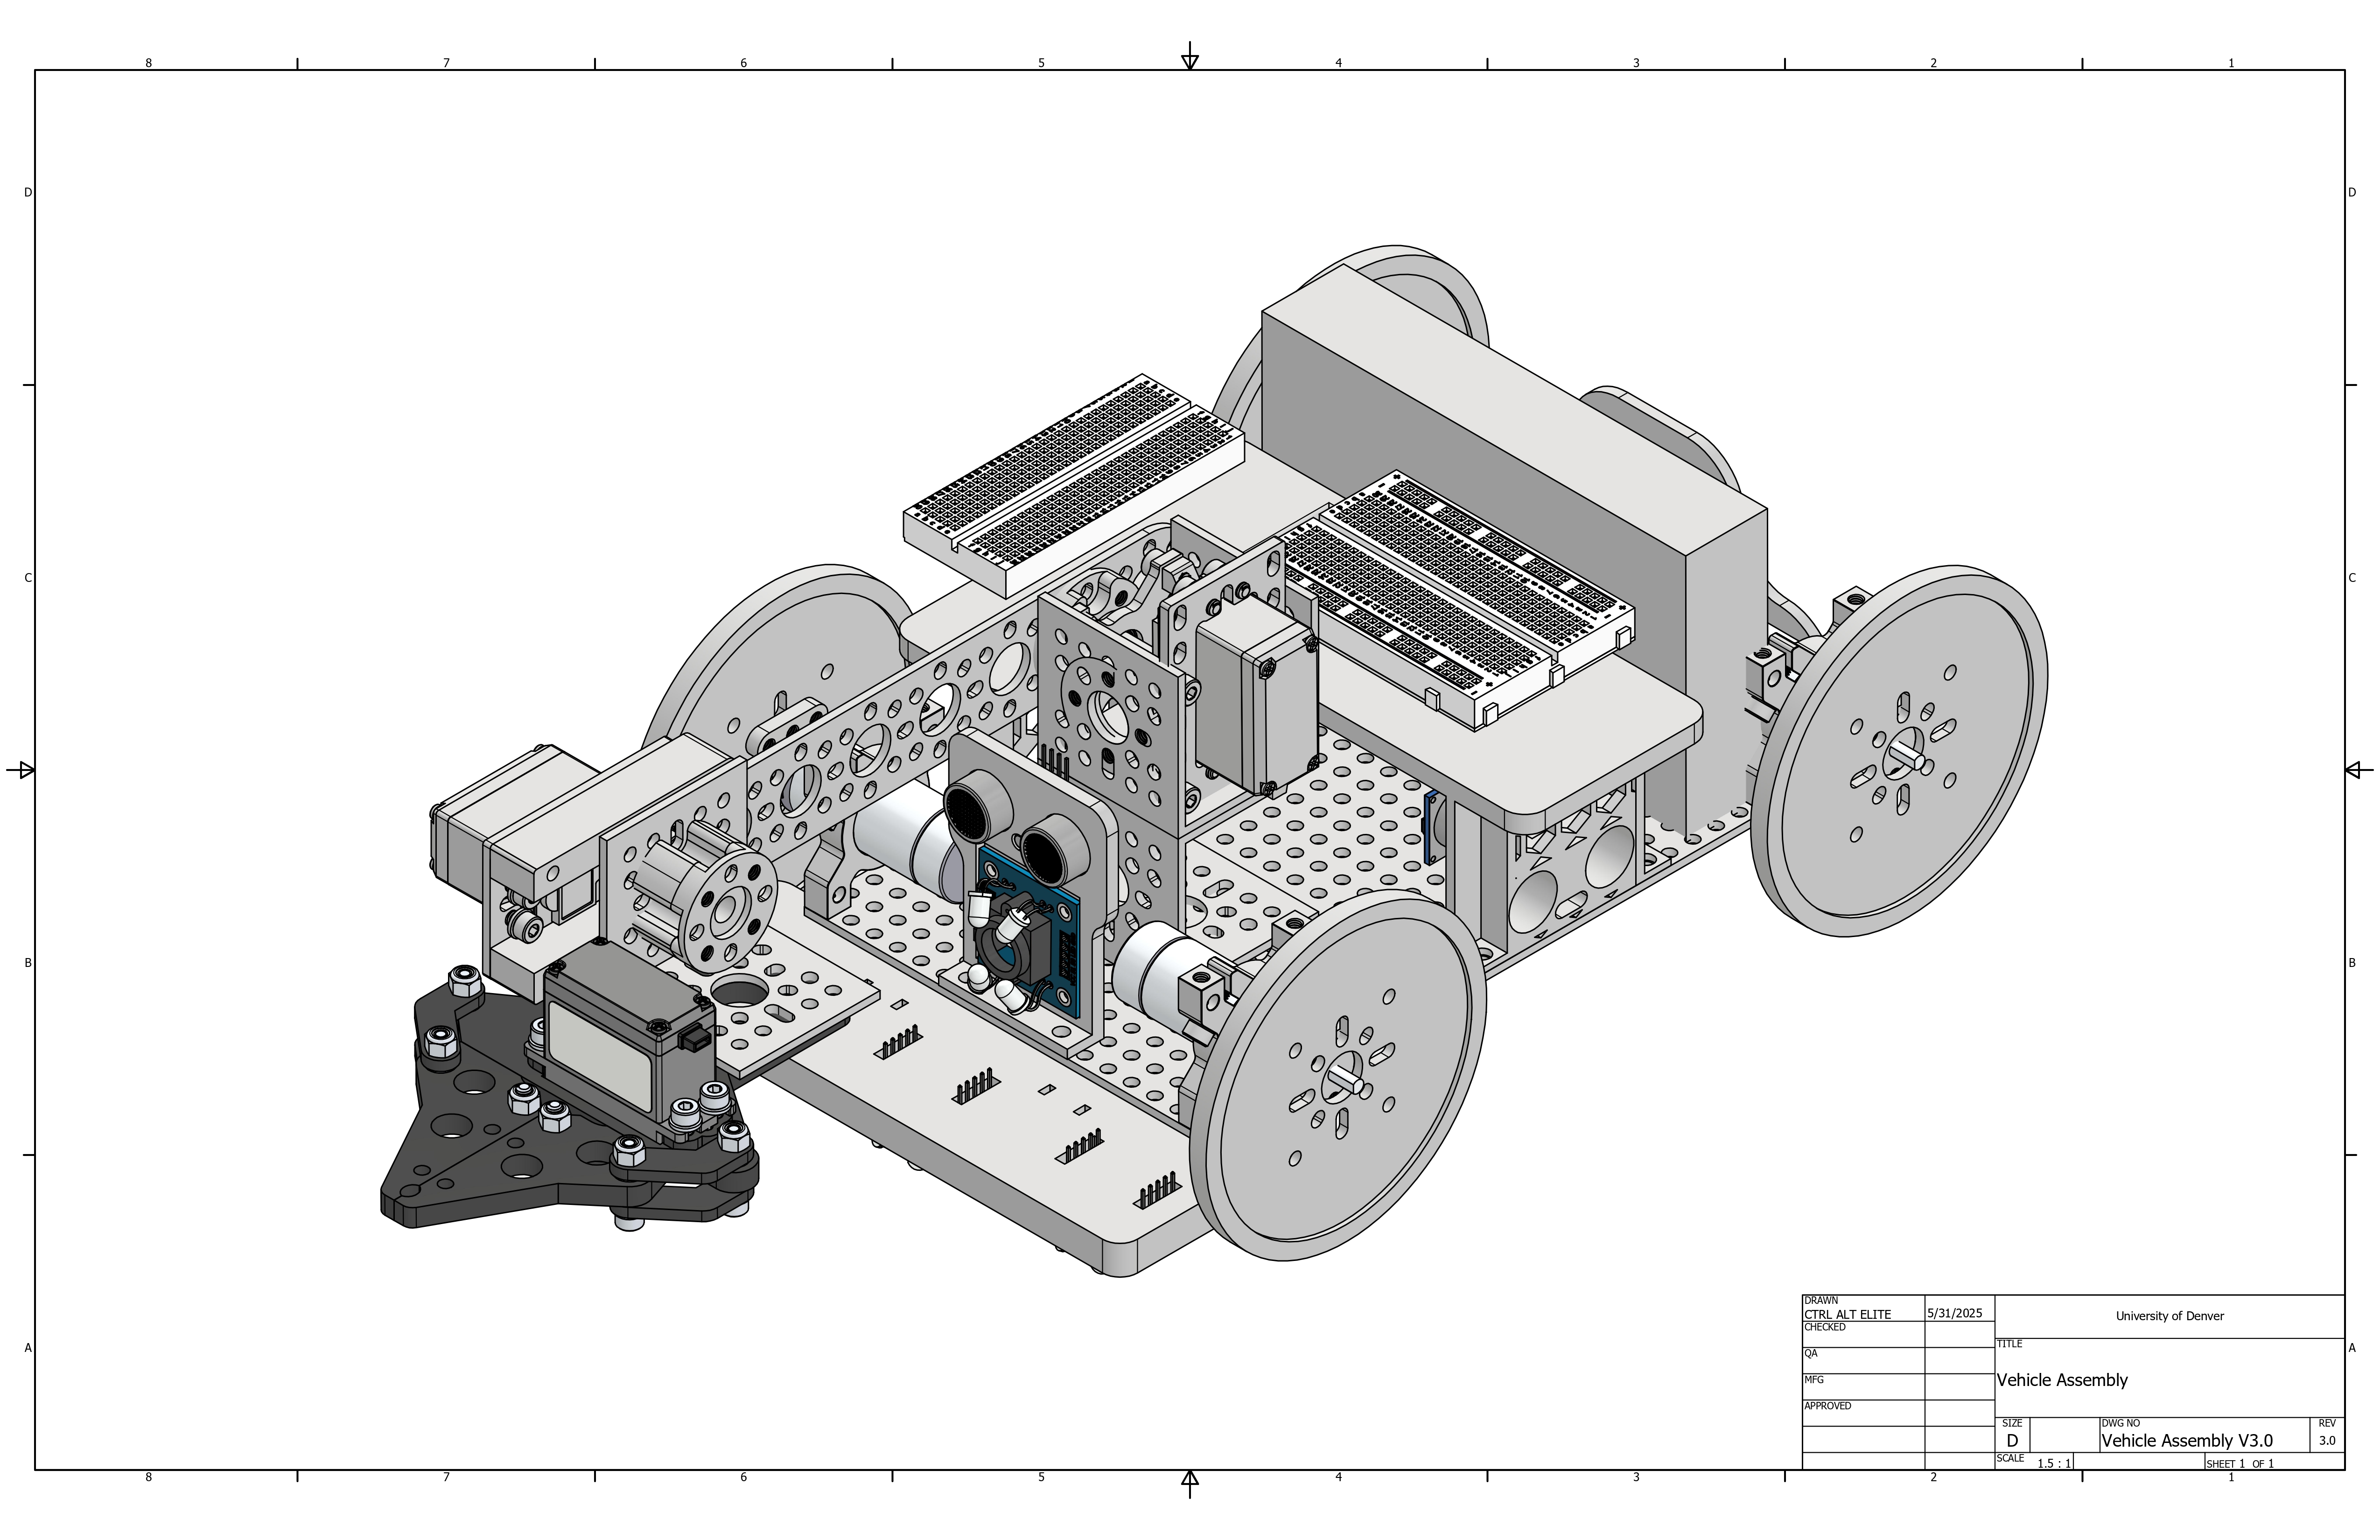 8 7 6 5 4 3 2 1
D D
C C
B B
A A
DRAWN
CTRL ALT ELITE 5/31/2025
University of Denver
CHECKED
TITLE
QA
Vehicle Assembly
MFG
APPROVED
SIZE DWG NO REV
D Vehicle Assembly V3.0 3.0
SCALE 1.5 : 1 SHEET 1 OF 1
8 7 6 5 4 3 2 1